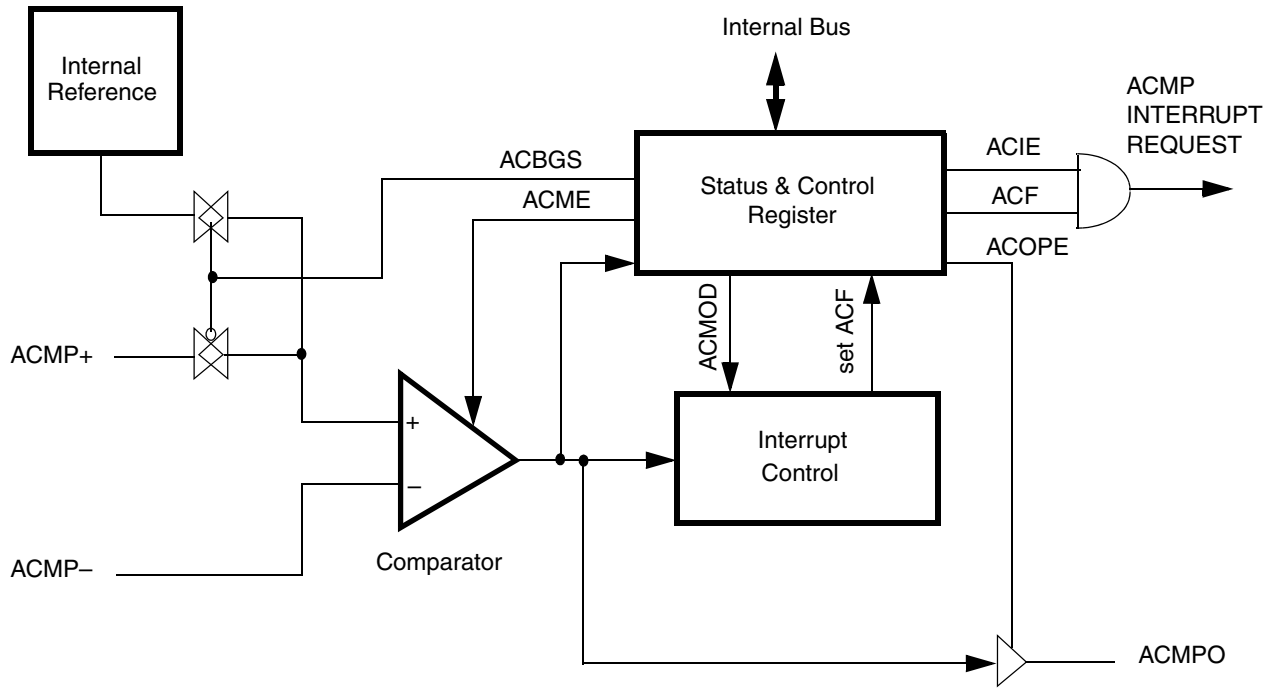 Internal Bus
Internal
Reference
ACMP
INTERRUPT
REQUEST
ACBGS
ACME
Status & Control
Register
ACIE
ACF
ACOPE
ACMOD
set ACF
ACMP+
+
–
Interrupt
Control
Comparator
ACMP–
ACMPO